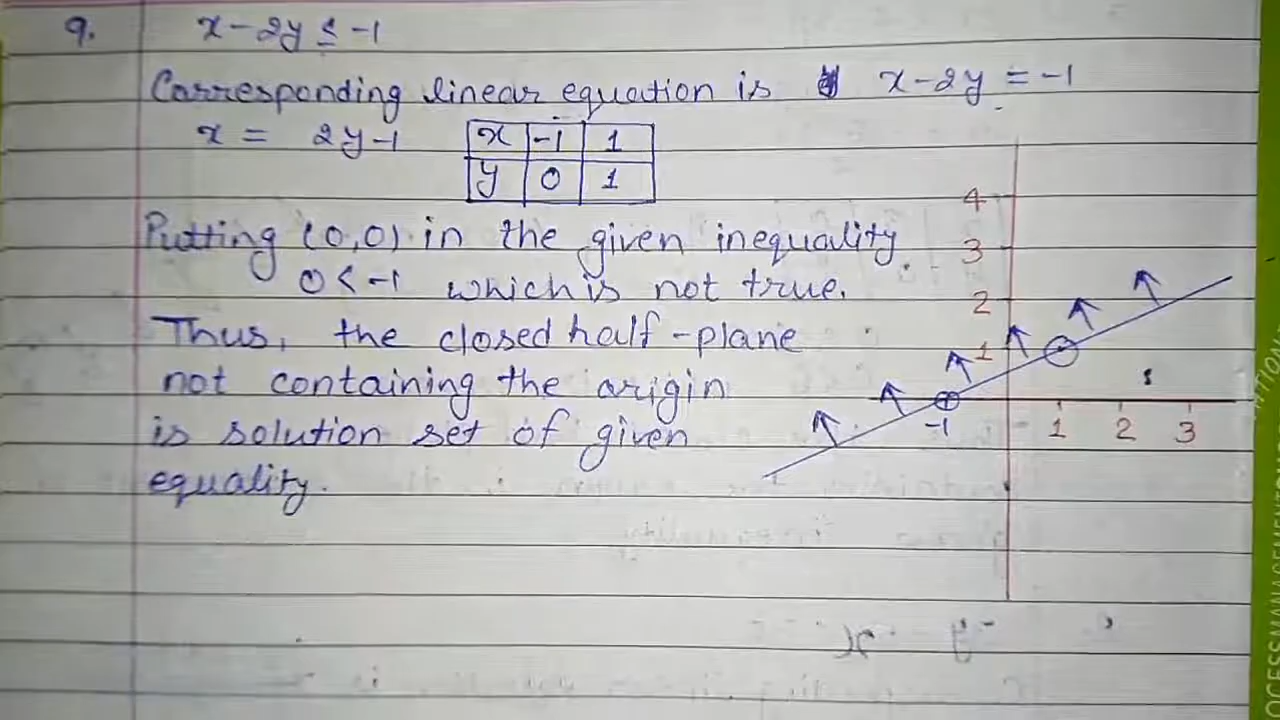 9. x-2y ≤ -1
Carresponding linear equation is x-2y = -1
x = 2y-1
x -1 1
y 0 1
Putting (0,0) in the given inequality.
0 < -1 which is not true.
Thus, the closed half-plane
not containing the arigin
is solution set of given
equality.
4
3
2
1
-1 1 2 3